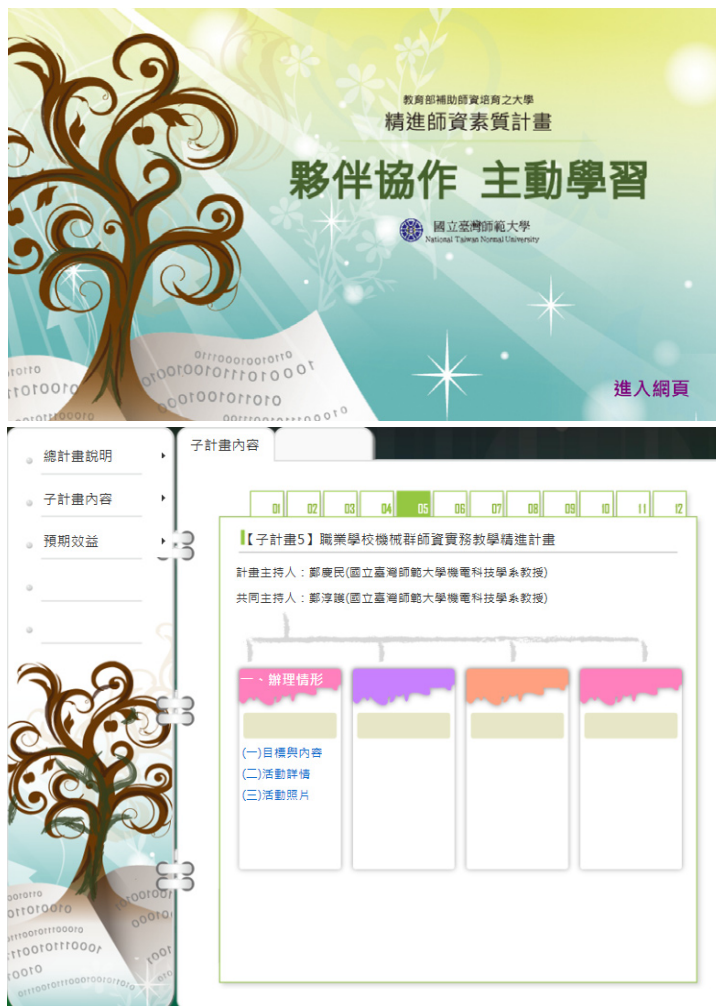 教育部補助師資培育之大學
精進師資素質計畫
夥伴協作 主動學習
國立臺灣師範大學
National Taiwan Normal University
進入網頁
總計畫說明
子計畫內容
預期效益
子計畫內容
01 02 03 04 05 06 07 08 09 10 11 12
【子計畫5】職業學校機械群師資實務教學精進計畫
計畫主持人：鄭慶民(國立臺灣師範大學機電科技學系教授)
共同主持人：鄭淳護(國立臺灣師範大學機電科技學系教授)
一、辦理情形
(一)目標與內容
(二)活動詳情
(三)活動照片